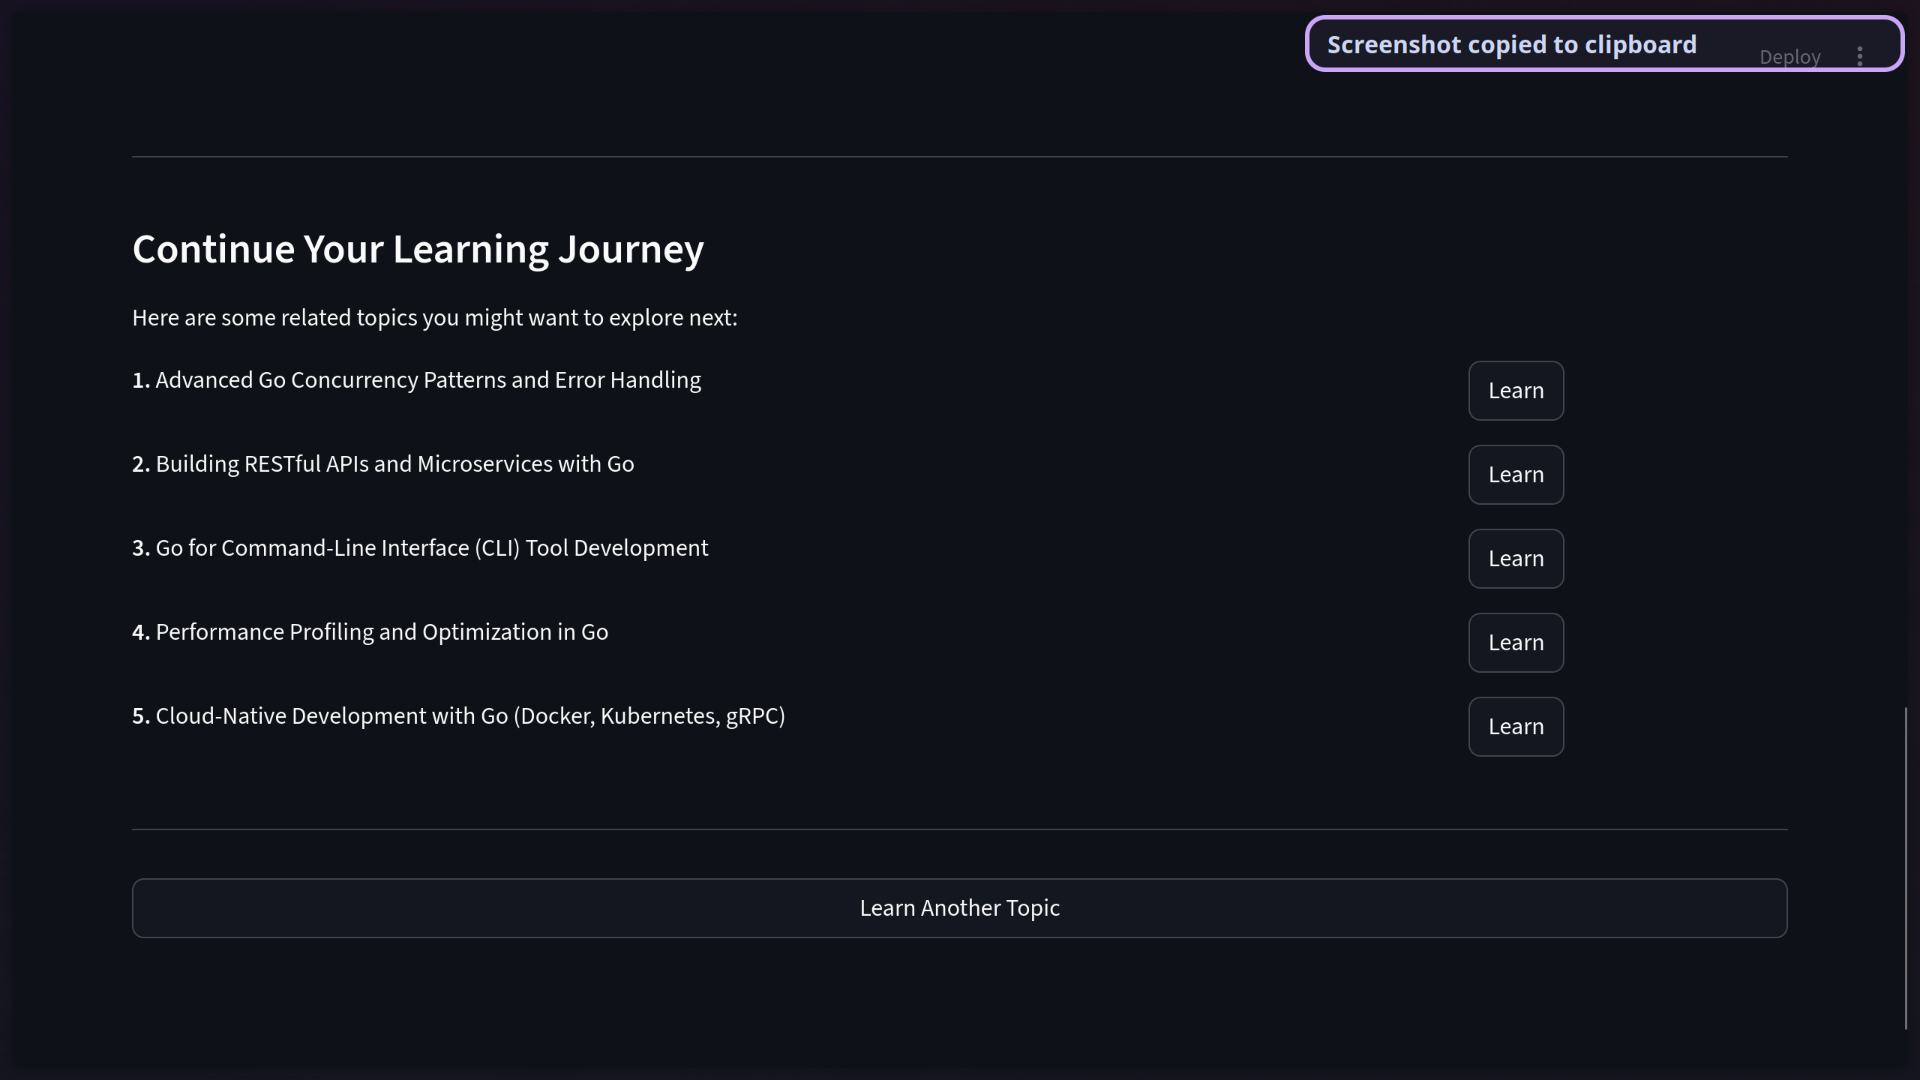 Screenshot copied to clipboard
Deploy
Continue Your Learning Journey
Here are some related topics you might want to explore next:
1. Advanced Go Concurrency Patterns and Error Handling
Learn
2. Building RESTful APIs and Microservices with Go
Learn
3. Go for Command-Line Interface (CLI) Tool Development
Learn
4. Performance Profiling and Optimization in Go
Learn
5. Cloud-Native Development with Go (Docker, Kubernetes, gRPC)
Learn
Learn Another Topic